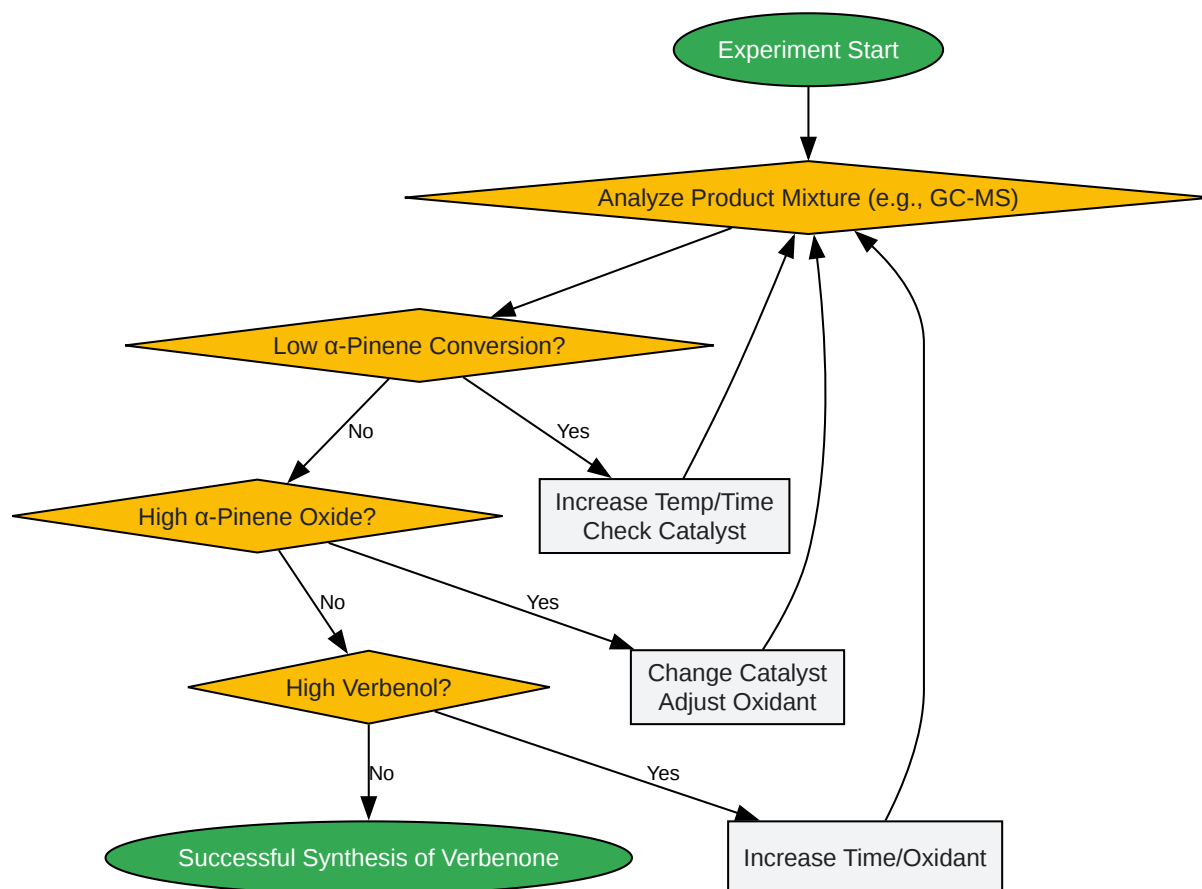 Experiment Start
Analyze Product Mixture (e.g., GC-MS)
Low α-Pinene Conversion?
No
Yes
Increase Temp/Time
Check Catalyst
High α-Pinene Oxide?
No
Yes
Change Catalyst
Adjust Oxidant
High Verbenol?
No
Yes
Successful Synthesis of Verbenone
Increase Time/Oxidant